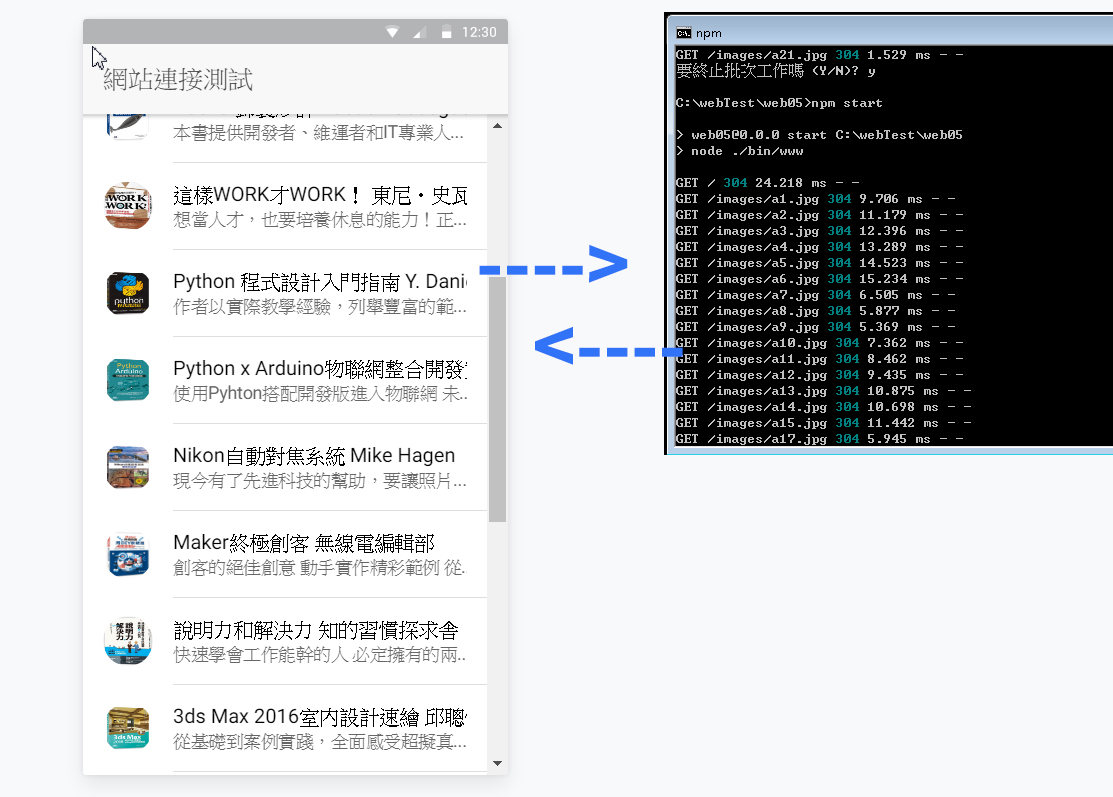 12:30
網站連接測試
本書提供開發者、維運者和IT專業人...
這樣WORK才WORK！ 東尼‧史瓦
想當人才，也要培養休息的能力！正...
Python 程式設計入門指南 Y. Danie
作者以實際教學經驗，列舉豐富的範...
Python x Arduino物聯網整合開發
使用Pyhton搭配開發版進入物聯網 未...
Nikon自動對焦系統 Mike Hagen
現今有了先進科技的幫助，要讓照片...
Maker終極創客 無線電編輯部
創客的絕佳創意 動手實作精彩範例 從...
說明力和解決力 知的習慣探求舍
快速學會工作能幹的人 必定擁有的兩...
3ds Max 2016室內設計速繪 邱聰
從基礎到案例實踐，全面感受超擬真...
npm
GET /images/a21.jpg 304 1.529 ms - -
要終止批次工作嗎 (Y/N)? y
C:\webTest\web05>npm start
> web05@0.0.0 start C:\webTest\web05
> node ./bin/www
GET / 304 24.218 ms - -
GET /images/a1.jpg 304 9.706 ms - -
GET /images/a2.jpg 304 11.179 ms - -
GET /images/a3.jpg 304 12.396 ms - -
GET /images/a4.jpg 304 13.289 ms - -
GET /images/a5.jpg 304 14.523 ms - -
GET /images/a6.jpg 304 15.234 ms - -
GET /images/a7.jpg 304 6.505 ms - -
GET /images/a8.jpg 304 5.877 ms - -
GET /images/a9.jpg 304 5.369 ms - -
GET /images/a10.jpg 304 7.362 ms - -
GET /images/a11.jpg 304 8.462 ms - -
GET /images/a12.jpg 304 9.435 ms - -
GET /images/a13.jpg 304 10.875 ms - -
GET /images/a14.jpg 304 10.698 ms - -
GET /images/a15.jpg 304 11.442 ms - -
GET /images/a17.jpg 304 5.945 ms - -